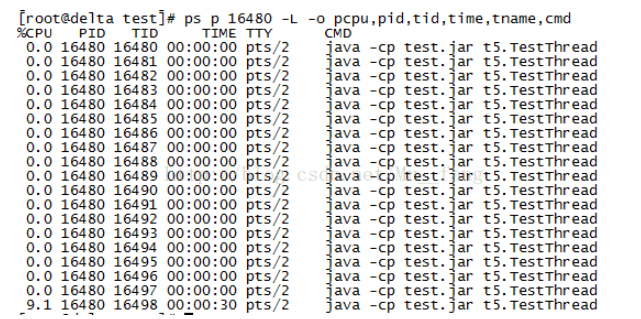 [root@delta test]# ps p 16480 -L -o pcpu,pid,tid,time,tname,cmd
%CPU PID TID TIME TTY CMD
0.0 16480 16480 00:00:00 pts/2 java -cp test.jar t5.TestThread
0.0 16480 16481 00:00:00 pts/2 java -cp test.jar t5.TestThread
0.0 16480 16482 00:00:00 pts/2 java -cp test.jar t5.TestThread
0.0 16480 16483 00:00:00 pts/2 java -cp test.jar t5.TestThread
0.0 16480 16484 00:00:00 pts/2 java -cp test.jar t5.TestThread
0.0 16480 16485 00:00:00 pts/2 java -cp test.jar t5.TestThread
0.0 16480 16486 00:00:00 pts/2 java -cp test.jar t5.TestThread
0.0 16480 16487 00:00:00 pts/2 java -cp test.jar t5.TestThread
0.0 16480 16488 00:00:00 pts/2 java -cp test.jar t5.TestThread
0.0 16480 16489 00:00:00 pts/2 java -cp test.jar t5.TestThread
0.0 16480 16490 00:00:00 pts/2 java -cp test.jar t5.TestThread
0.0 16480 16491 00:00:00 pts/2 java -cp test.jar t5.TestThread
0.0 16480 16492 00:00:00 pts/2 java -cp test.jar t5.TestThread
0.0 16480 16493 00:00:00 pts/2 java -cp test.jar t5.TestThread
0.0 16480 16494 00:00:00 pts/2 java -cp test.jar t5.TestThread
0.0 16480 16495 00:00:00 pts/2 java -cp test.jar t5.TestThread
0.0 16480 16496 00:00:00 pts/2 java -cp test.jar t5.TestThread
0.0 16480 16497 00:00:00 pts/2 java -cp test.jar t5.TestThread
9.1 16480 16498 00:00:30 pts/2 java -cp test.jar t5.TestThread